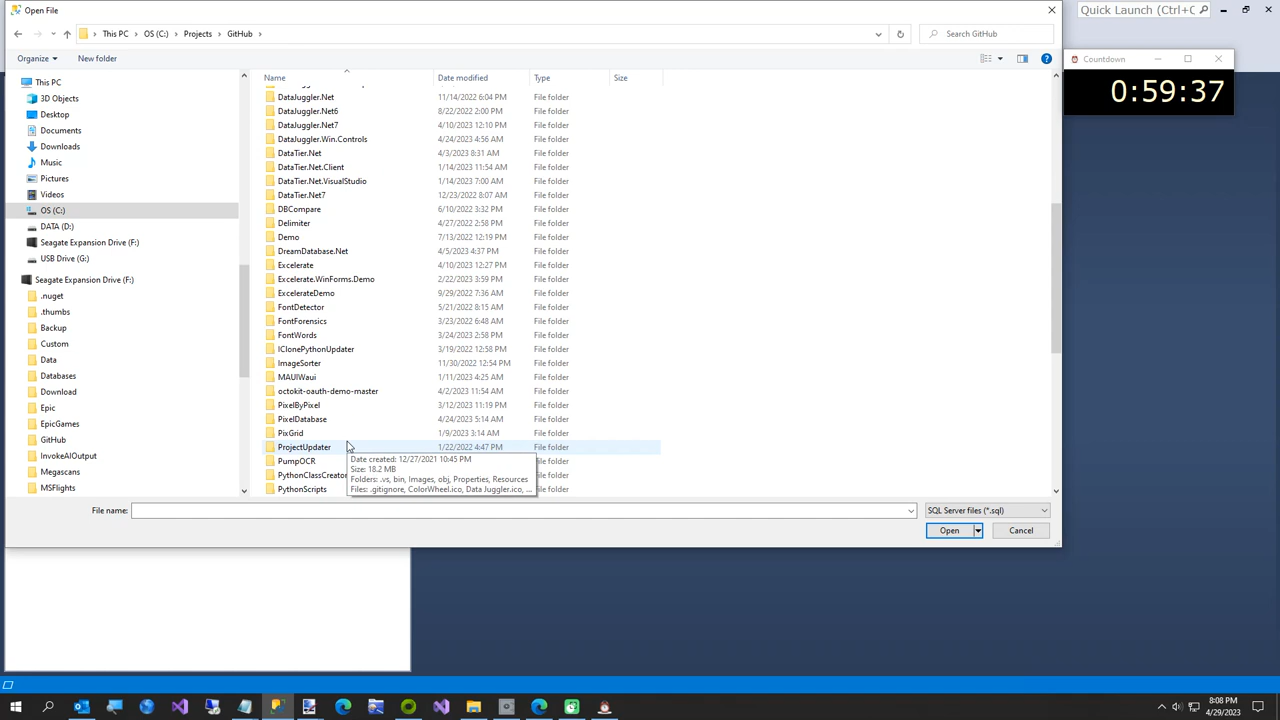 Open File
Quick Launch (Ctrl+Q
This PC
OS (C:)
Projects
GitHub
Search GitHub
Organize
New folder
Countdown
0:59:37
Name
Date modified
Type
Size
This PC
3D Objects
Desktop
Documents
Downloads
Music
Pictures
Videos
OS (C:)
DATA (D:)
Seagate Expansion Drive (F:)
USB Drive (G:)
Seagate Expansion Drive (F:)
.nuget
.thumbs
Backup
Custom
Data
Databases
Download
Epic
EpicGames
GitHub
InvokeAIOutput
Megascans
MSFlights
DataJuggler.Net 11/14/2022 6:04 PM File folder
DataJuggler.Net6 8/22/2022 2:00 PM File folder
DataJuggler.Net7 4/10/2023 12:10 PM File folder
DataJuggler.Win.Controls 4/24/2023 4:56 AM File folder
DataTier.Net 4/3/2023 8:31 AM File folder
DataTier.Net.Client 1/14/2023 11:54 AM File folder
DataTier.Net.VisualStudio 1/14/2023 7:00 AM File folder
DataTier.Net7 12/23/2022 8:07 AM File folder
DBCompare 6/10/2022 3:32 PM File folder
Delimiter 4/27/2022 2:58 PM File folder
Demo 7/13/2022 12:19 PM File folder
DreamDatabase.Net 4/5/2023 4:37 PM File folder
Excelerate 4/10/2023 12:27 PM File folder
Excelerate.WinForms.Demo 2/22/2023 3:59 PM File folder
ExcelerateDemo 9/29/2022 7:36 AM File folder
FontDetector 5/21/2022 8:15 AM File folder
FontForensics 3/23/2022 6:48 AM File folder
FontWords 3/24/2023 2:58 PM File folder
IClonePythonUpdater 3/19/2022 12:58 PM File folder
ImageSorter 11/30/2022 12:54 PM File folder
MAUIWaui 1/11/2023 4:25 AM File folder
octokit-oauth-demo-master 4/2/2023 11:54 AM File folder
PixelByPixel 3/12/2023 11:19 PM File folder
PixelDatabase 4/24/2023 5:14 AM File folder
PixGrid 1/9/2023 3:14 AM File folder
ProjectUpdater 1/22/2022 4:47 PM File folder
PumpOCR
PythonClassCreator
PythonScripts
Date created: 12/27/2021 10:45 PM
Size: 18.2 MB
Folders: .vs, bin, Images, obj, Properties, Resources
Files: .gitignore, ColorWheel.ico, Data Juggler.ico, ...
File name:
SQL Server files (*.sql)
Open
Cancel
8:08 PM
4/29/2023